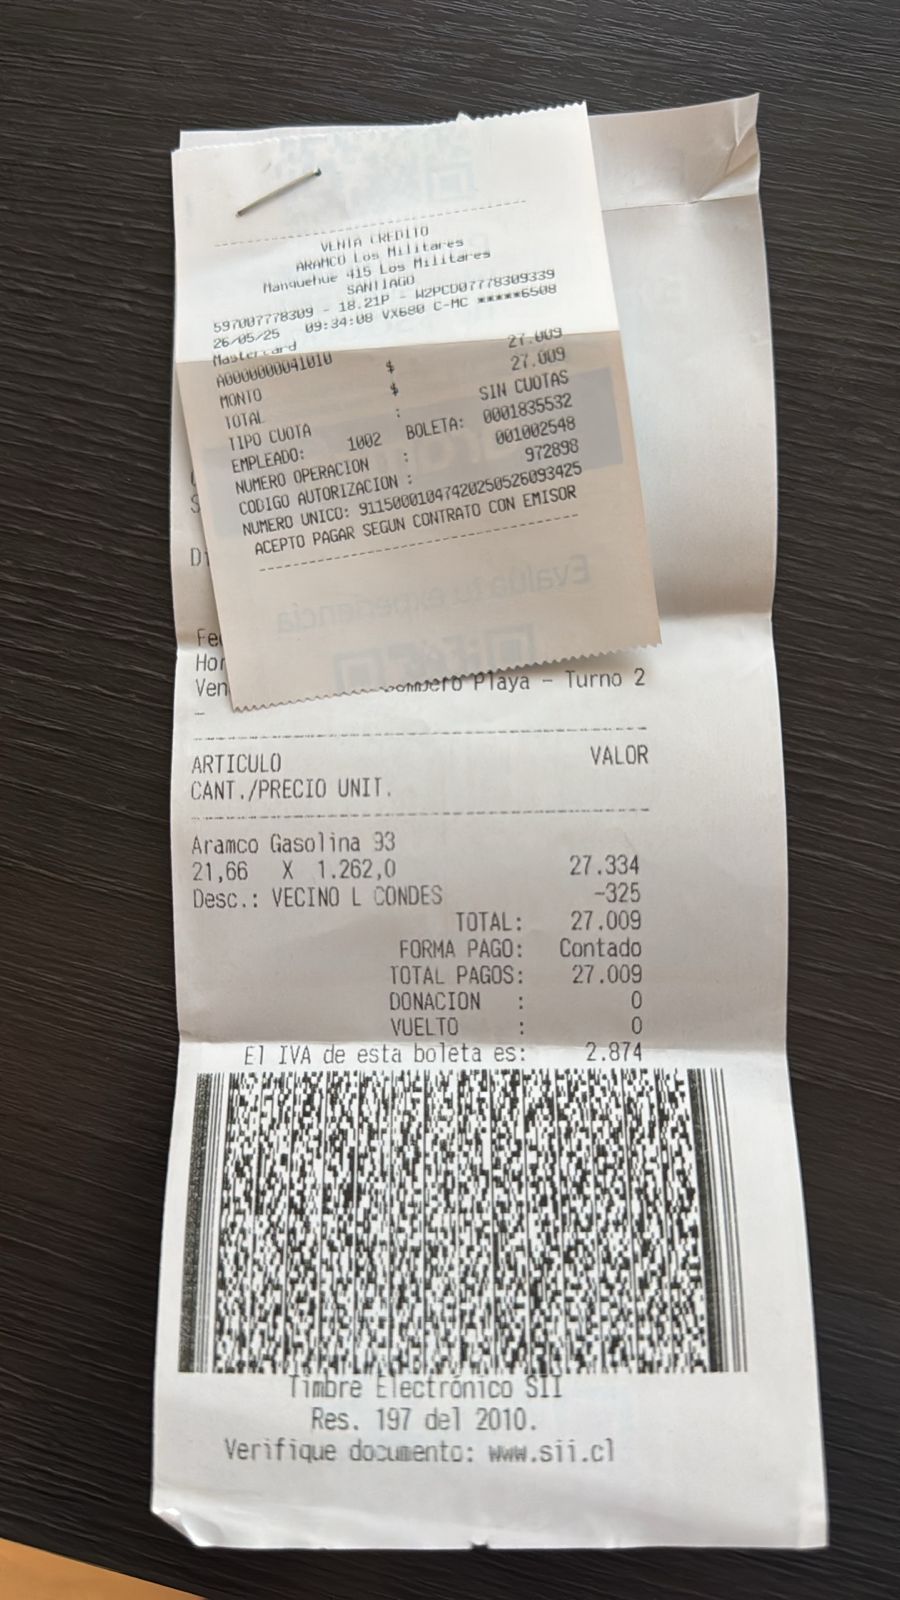 VENTA CREDITO
ARAMCO Los Militares
Manquehue 415 Los Militares
SANTIAGO
597007778309 - 18.21P - W2PCD07778309339
26/05/25 09:34:08 VX680 C-MC *****6508
Mastercard
A0000000041010
MONTO $ 27.009
TOTAL $ 27.009
TIPO CUOTA : SIN CUOTAS
EMPLEADO: 1002 BOLETA: 0001835532
NUMERO OPERACION : 001002548
CODIGO AUTORIZACION : 972898
NUMERO UNICO: 91150001047420250526093425
ACEPTO PAGAR SEGUN CONTRATO CON EMISOR
Evalúa tu experiencia
Playa - Turno 2
-
ARTICULO VALOR
CANT./PRECIO UNIT.
Aramco Gasolina 93
21,66 X 1.262,0 27.334
Desc.: VECINO L CONDES -325
TOTAL: 27.009
FORMA PAGO: Contado
TOTAL PAGOS: 27.009
DONACION : 0
VUELTO : 0
El IVA de esta boleta es: 2.874
Timbre Electrónico SII
Res. 197 del 2010.
Verifique documento: www.sii.cl